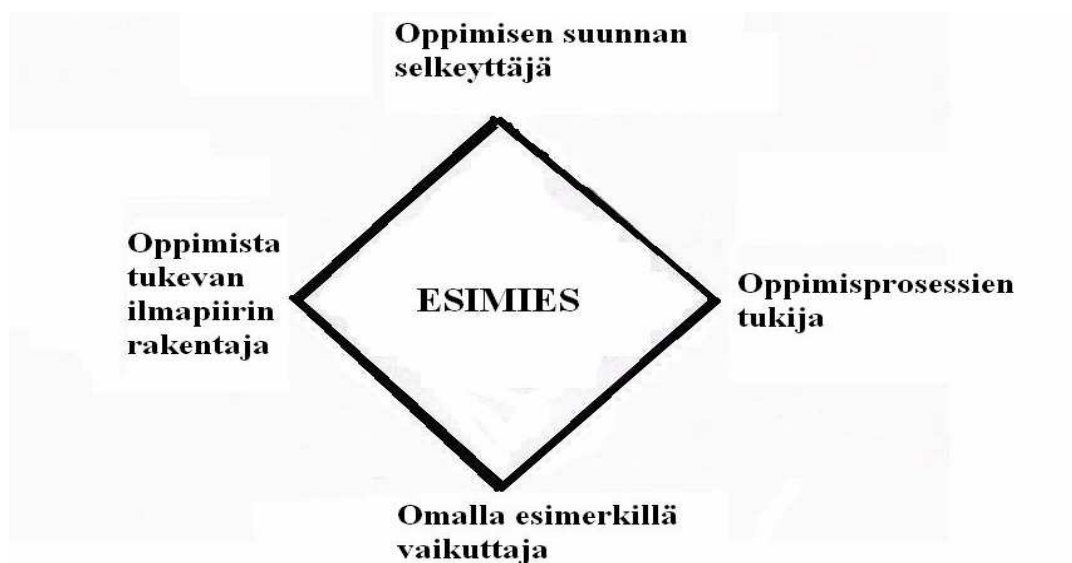 Oppimisen suunnan
selkeyttäjä
Oppimista
tukevan
ilmapiirin
rakentaja
ESIMIES
Oppimisprosessien
tukija
Omalla esimerkillä
vaikuttaja